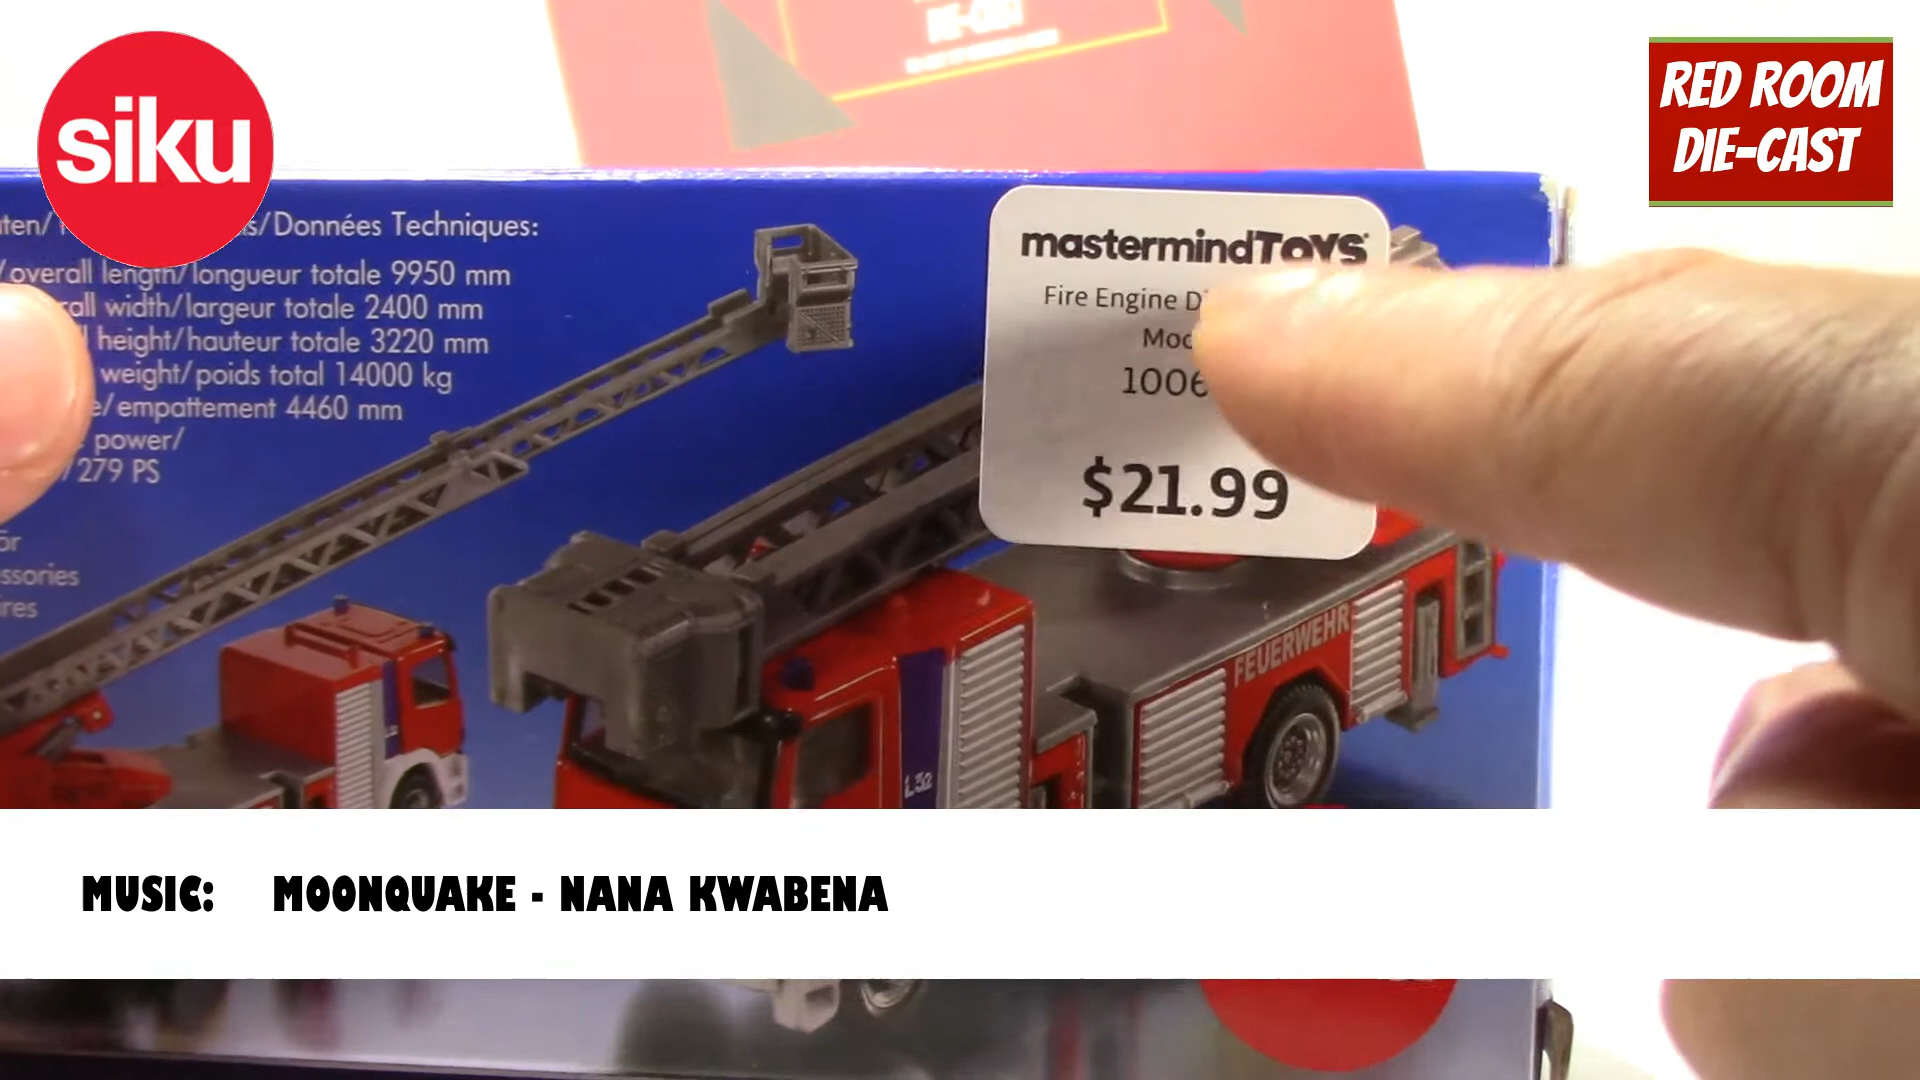 siku
RED ROOM
DIE-CAST
Données Techniques:
overall length/longueur totale 9950 mm
width/largeur totale 2400 mm
height/hauteur totale 3220 mm
weight/poids total 14000 kg
empattement 4460 mm
power/
279 PS
mastermindToys
Fire Engine
$21.99
FEUERWEHR
L32
MUSIC: MOONQUAKE - NANA KWABENA